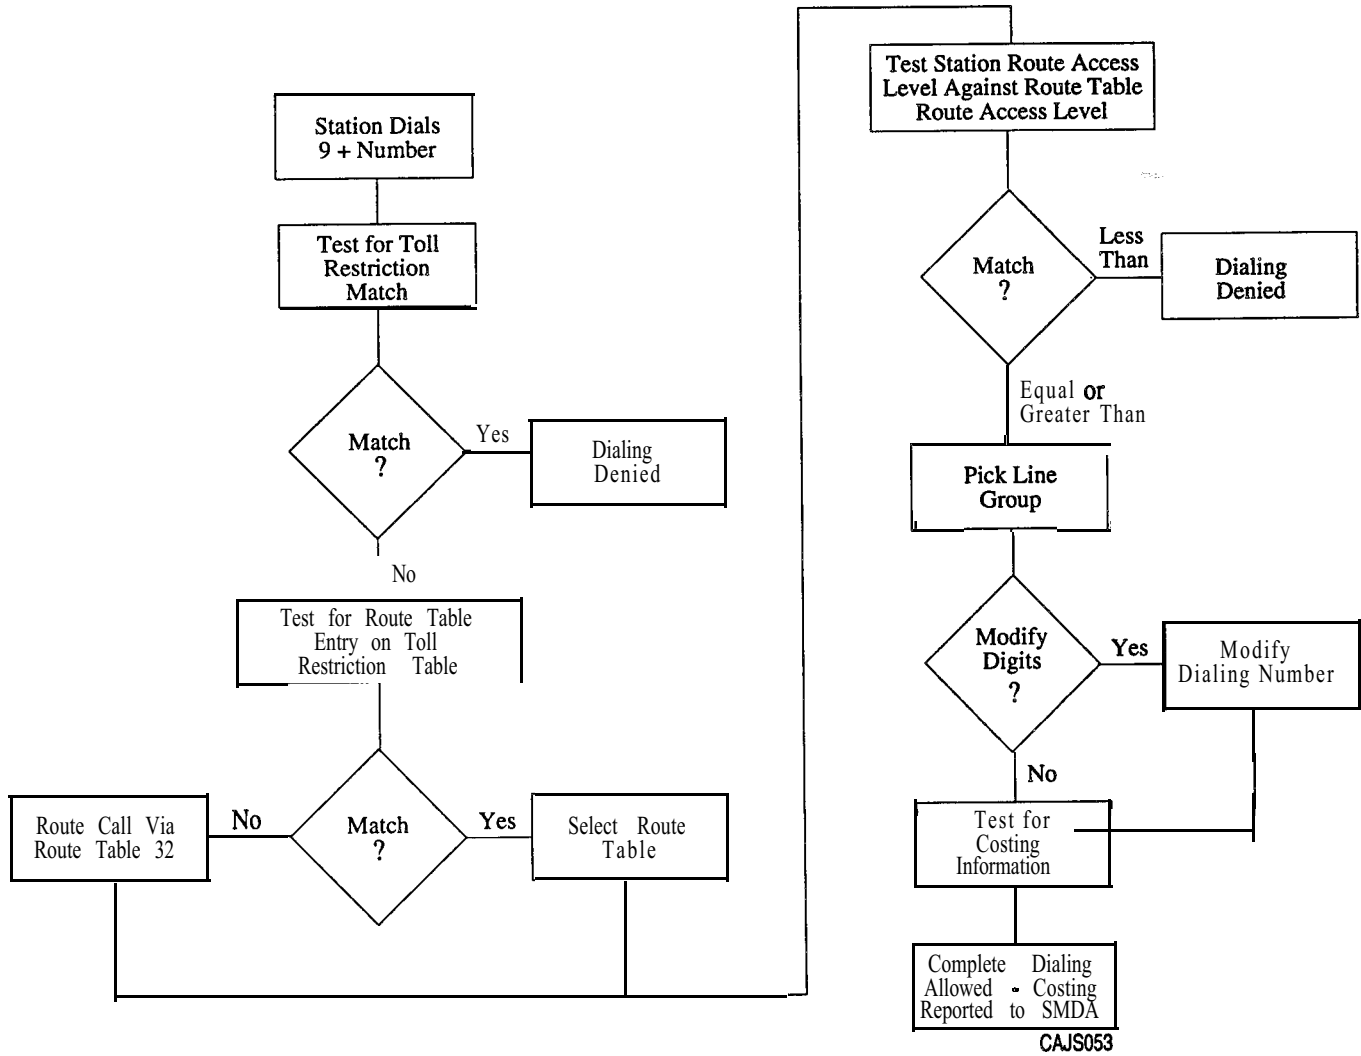 Station Dials
9 + Number
Test for Toll
Restriction
Match
Match
?
Yes
Dialing
Denied
No
Test for Route Table
Entry on Toll
Restriction Table
Route Call Via
Route Table 32
No
Match
?
Yes
Select Route
Table
Test Station Route Access
Level Against Route Table
Route Access Level
Match
?
Less
Than
Dialing
Denied
Equal or
Greater Than
Pick Line
Group
Modify
Digits
?
Yes
Modify
Dialing Number
No
Test for
Costing
Information
Complete Dialing
Allowed - Costing
Reported to SMDA
CAJS053